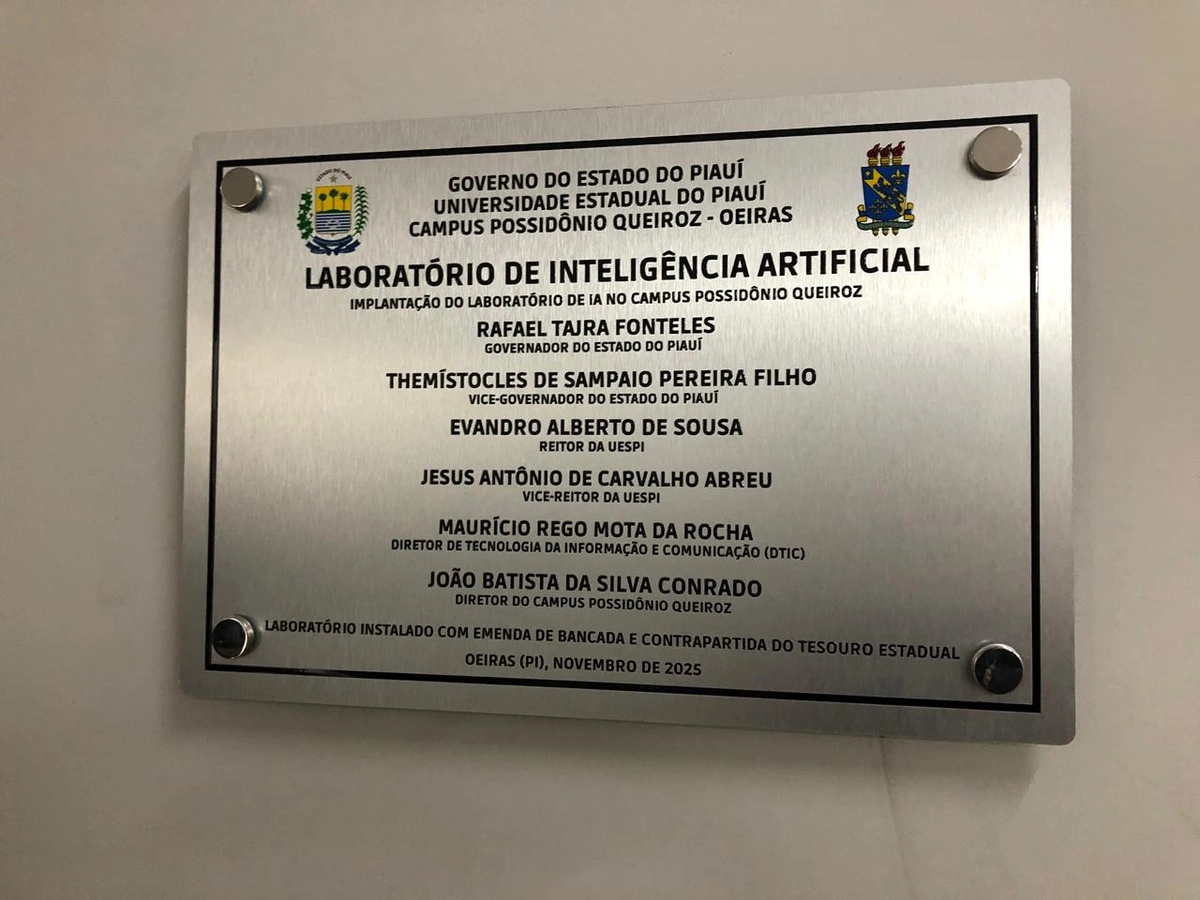 ESTADO DO PIAUÍ
GOVERNO DO ESTADO DO PIAUÍ
UNIVERSIDADE ESTADUAL DO PIAUÍ
CAMPUS POSSIDÔNIO QUEIROZ - OEIRAS
LABORATÓRIO DE INTELIGÊNCIA ARTIFICIAL
IMPLANTAÇÃO DO LABORATÓRIO DE IA NO CAMPUS POSSIDÔNIO QUEIROZ
RAFAEL TAJRA FONTELES
GOVERNADOR DO ESTADO DO PIAUÍ
THEMÍSTOCLES DE SAMPAIO PEREIRA FILHO
VICE-GOVERNADOR DO ESTADO DO PIAUÍ
EVANDRO ALBERTO DE SOUSA
REITOR DA UESPI
JESUS ANTÔNIO DE CARVALHO ABREU
VICE-REITOR DA UESPI
MAURÍCIO REGO MOTA DA ROCHA
DIRETOR DE TECNOLOGIA DA INFORMAÇÃO E COMUNICAÇÃO (DTIC)
JOÃO BATISTA DA SILVA CONRADO
DIRETOR DO CAMPUS POSSIDÔNIO QUEIROZ
LABORATÓRIO INSTALADO COM EMENDA DE BANCADA E CONTRAPARTIDA DO TESOURO ESTADUAL
OEIRAS (PI), NOVEMBRO DE 2025